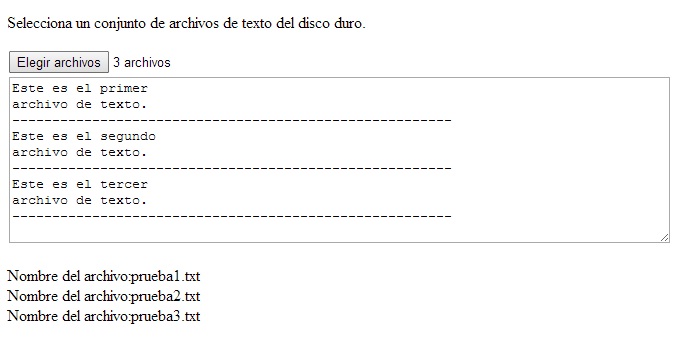 Selecciona un conjunto de archivos de texto del disco duro.
Elegir archivos 3 archivos
Este es el primer
archivo de texto.
-------------------------------------------------------
Este es el segundo
archivo de texto.
-------------------------------------------------------
Este es el tercer
archivo de texto.
-------------------------------------------------------
Nombre del archivo:prueba1.txt
Nombre del archivo:prueba2.txt
Nombre del archivo:prueba3.txt